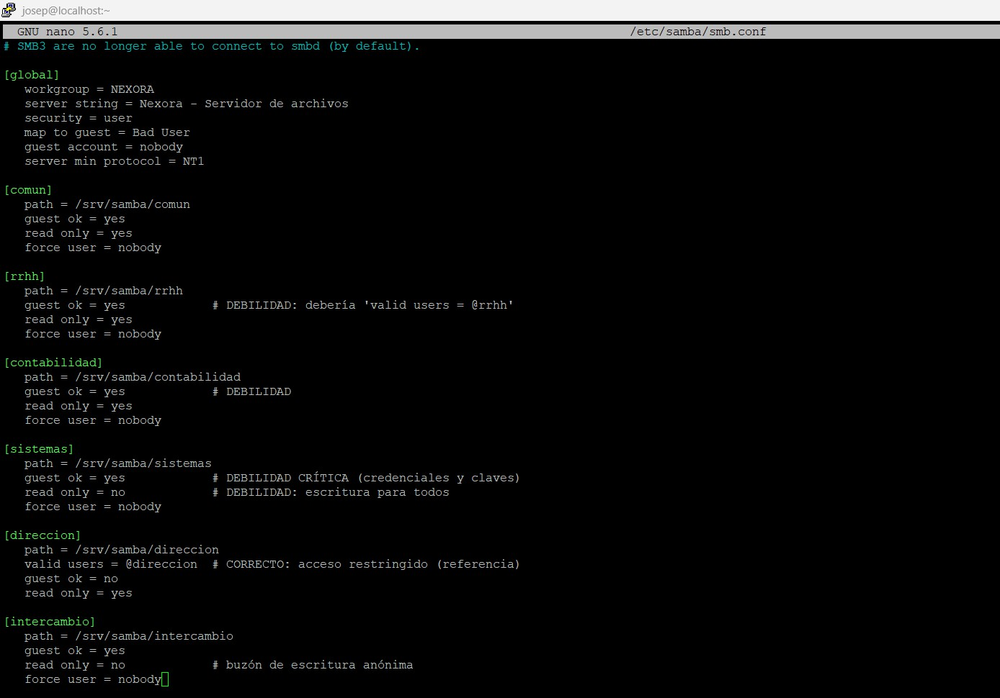 josep@localhost:~
GNU nano 5.6.1 /etc/samba/smb.conf
# SMB3 are no longer able to connect to smbd (by default).
[global]
workgroup = NEXORA
server string = Nexora - Servidor de archivos
security = user
map to guest = Bad User
guest account = nobody
server min protocol = NT1
[comun]
path = /srv/samba/comun
guest ok = yes
read only = yes
force user = nobody
[rrhh]
path = /srv/samba/rrhh
guest ok = yes # DEBILIDAD: debería 'valid users = @rrhh'
read only = yes
force user = nobody
[contabilidad]
path = /srv/samba/contabilidad
guest ok = yes # DEBILIDAD
read only = yes
force user = nobody
[sistemas]
path = /srv/samba/sistemas
guest ok = yes # DEBILIDAD CRÍTICA (credenciales y claves)
read only = no # DEBILIDAD: escritura para todos
force user = nobody
[direccion]
path = /srv/samba/direccion
valid users = @direccion # CORRECTO: acceso restringido (referencia)
guest ok = no
read only = yes
[intercambio]
path = /srv/samba/intercambio
guest ok = yes
read only = no # buzón de escritura anónima
force user = nobody